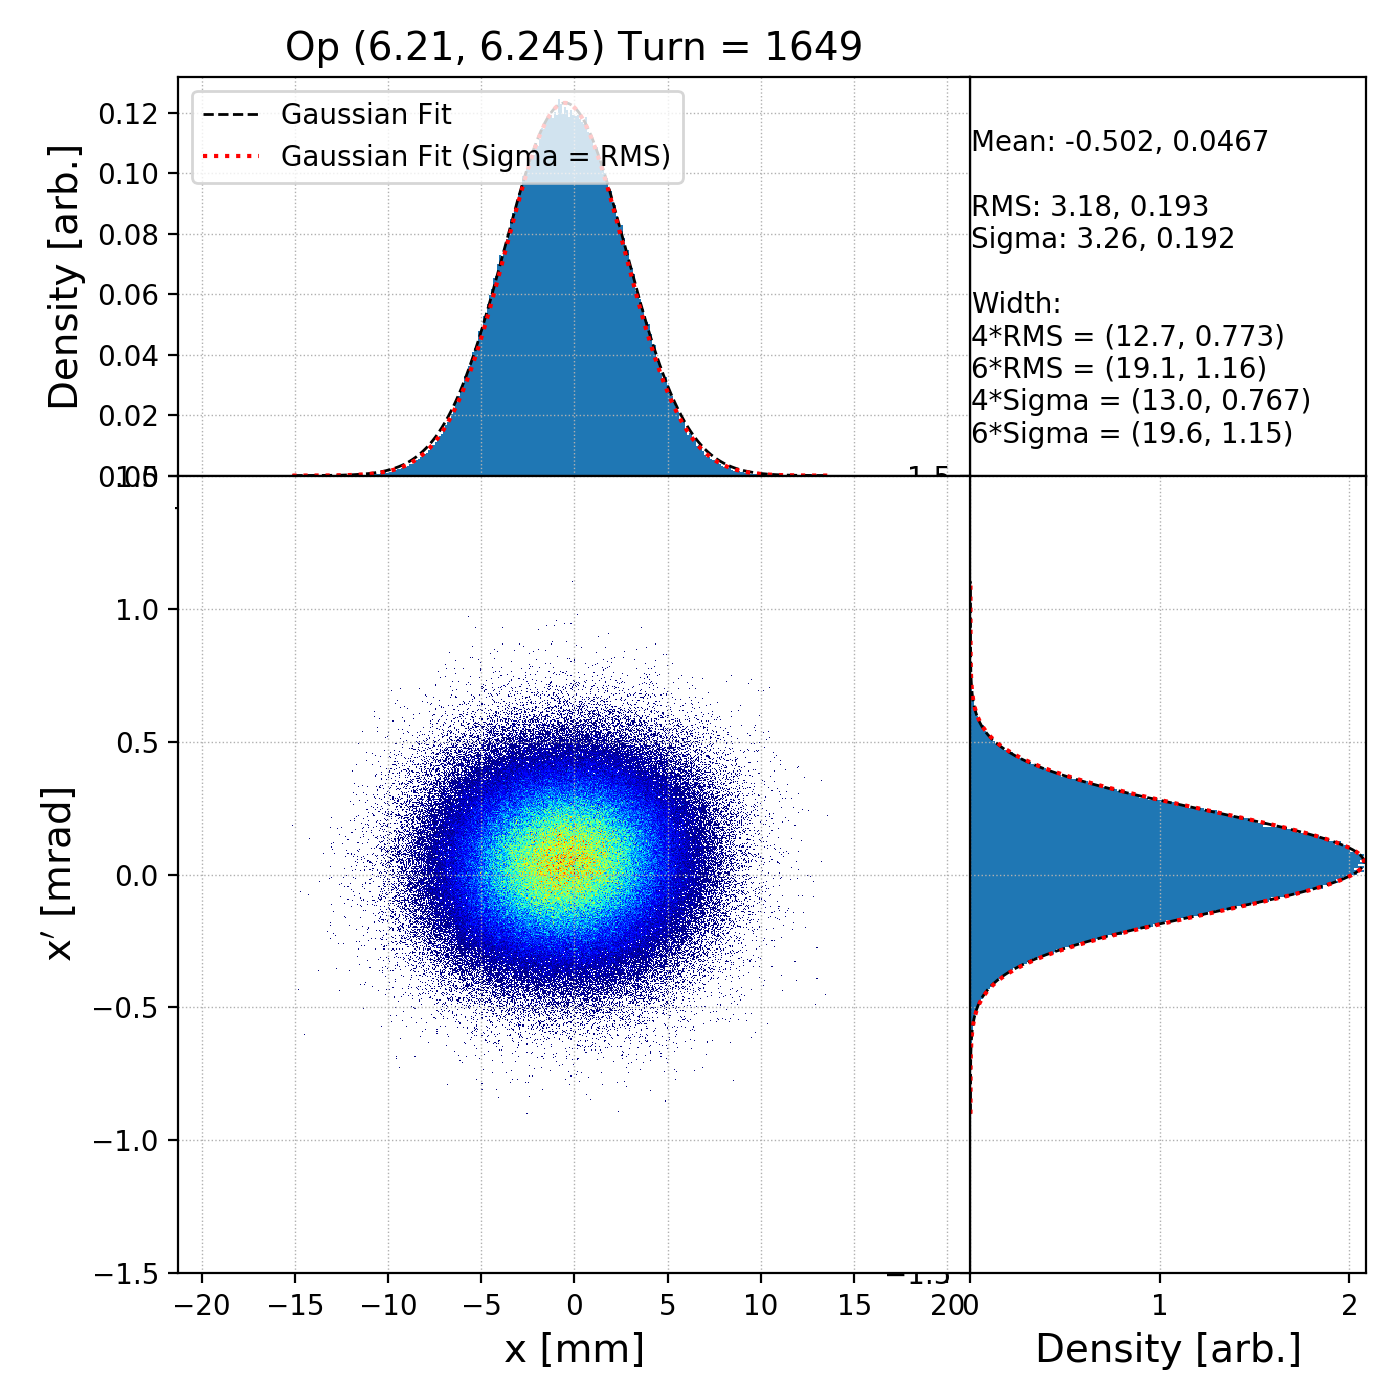 Op (6.21, 6.245) Turn = 1649
Gaussian Fit
Gaussian Fit (Sigma = RMS)
Density [arb.]
0.12
0.10
0.08
0.06
0.04
0.02
Mean: -0.502, 0.0467
RMS: 3.18, 0.193
Sigma: 3.26, 0.192
Width:
4*RMS = (12.7, 0.773)
6*RMS = (19.1, 1.16)
4*Sigma = (13.0, 0.767)
6*Sigma = (19.6, 1.15)
x′ [mrad]
1.0
0.5
0.0
−0.5
−1.0
−1.5
−20 −15 −10 −5 0 5 10 15 20
x [mm]
0 1 2
Density [arb.]